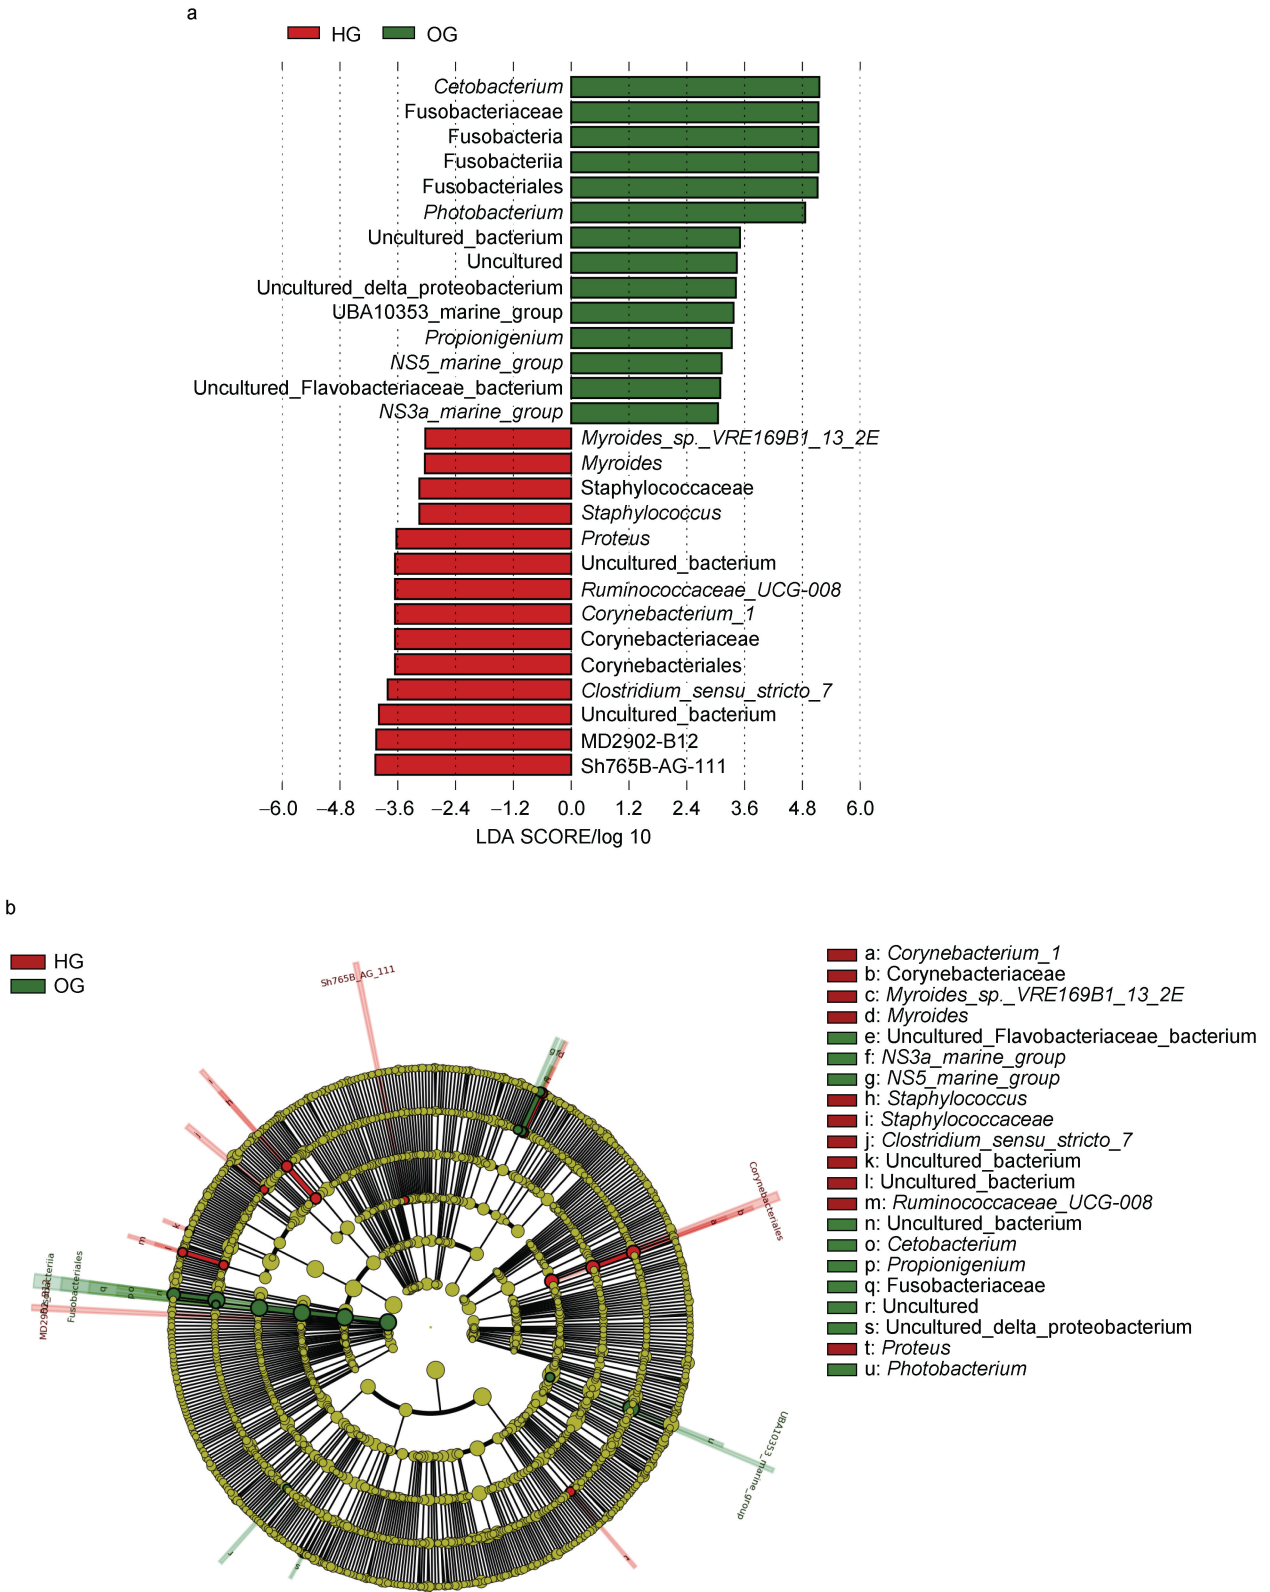 a
HG OG
Cetobacterium
Fusobacteriaceae
Fusobacteria
Fusobacteriia
Fusobacteriales
Photobacterium
Uncultured_bacterium
Uncultured
Uncultured_delta_proteobacterium
UBA10353_marine_group
Propionigenium
NS5_marine_group
Uncultured_Flavobacteriaceae_bacterium
NS3a_marine_group
Myroides_sp._VRE169B1_13_2E
Myroides
Staphylococcaceae
Staphylococcus
Proteus
Uncultured_bacterium
Ruminococcaceae_UCG-008
Corynebacterium_1
Corynebacteriaceae
Corynebacteriales
Clostridium_sensu_stricto_7
Uncultured_bacterium
MD2902-B12
Sh765B-AG-111
−6.0 −4.8 −3.6 −2.4 −1.2 0.0 1.2 2.4 3.6 4.8 6.0
LDA SCORE/log 10
b
HG
OG
Sh765B_AG_111
Corynebacteriales
a b
k
m
Fusobacteriales
q
UBA10353_marine_group
a: Corynebacterium_1
b: Corynebacteriaceae
c: Myroides_sp._VRE169B1_13_2E
d: Myroides
e: Uncultured_Flavobacteriaceae_bacterium
f: NS3a_marine_group
g: NS5_marine_group
h: Staphylococcus
i: Staphylococcaceae
j: Clostridium_sensu_stricto_7
k: Uncultured_bacterium
l: Uncultured_bacterium
m: Ruminococcaceae_UCG-008
n: Uncultured_bacterium
o: Cetobacterium
p: Propionigenium
q: Fusobacteriaceae
r: Uncultured
s: Uncultured_delta_proteobacterium
t: Proteus
u: Photobacterium